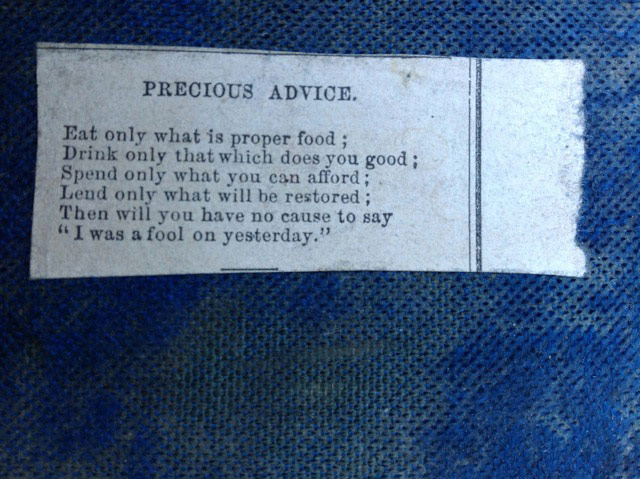 PRECIOUS ADVICE.
Eat only what is proper food ;
Drink only that which does you good ;
Spend only what you can afford ;
Lend only what will be restored ;
Then will you have no cause to say
“ I was a fool on yesterday.”